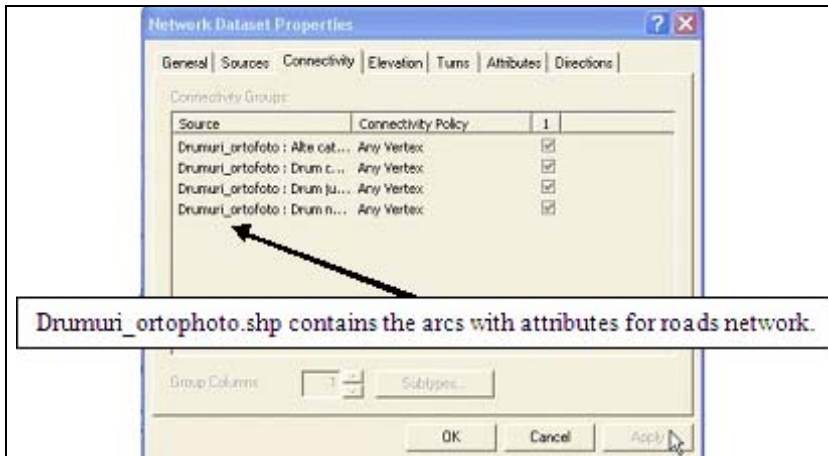 Network Dataset Properties
General Sources Connectivity Elevation Turns Attributes Directions
Connectivity Groups:
Source Connectivity Policy 1
Drumuri_ortofoto : Alte cat... Any Vertex
Drumuri_ortofoto : Drum c... Any Vertex
Drumuri_ortofoto : Drum ju... Any Vertex
Drumuri_ortofoto : Drum n... Any Vertex
Drumuri_ortophoto.shp contains the arcs with attributes for roads network.
Group Columns 1 Subtypes...
OK Cancel Apply